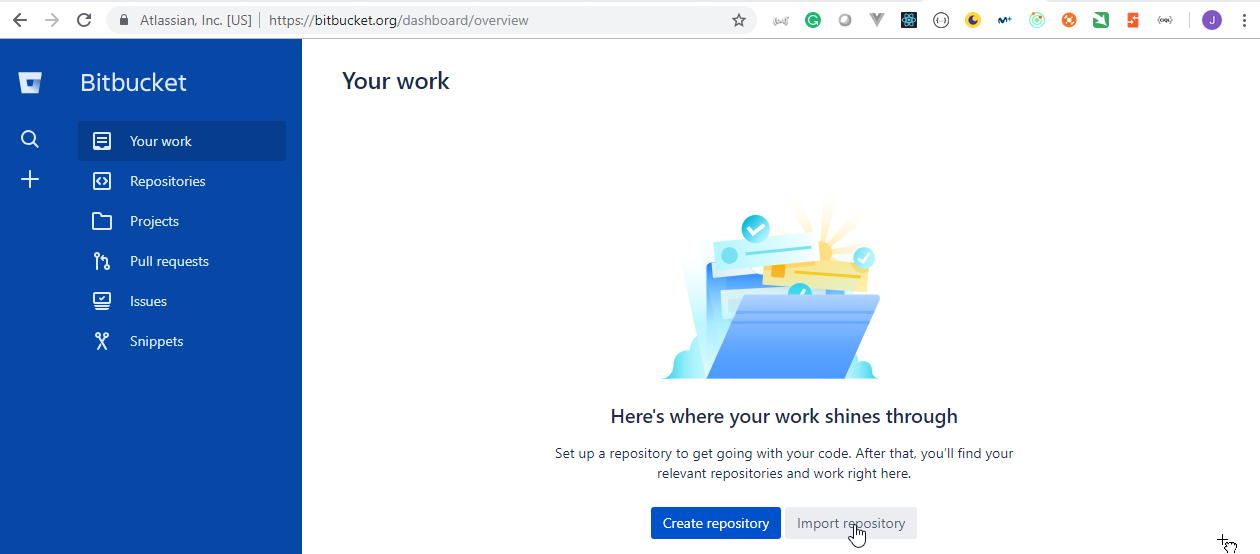 Atlassian, Inc. [US] | https://bitbucket.org/dashboard/overview
J
Bitbucket
Your work
Repositories
Projects
Pull requests
Issues
Snippets
Your work
Here's where your work shines through
Set up a repository to get going with your code. After that, you'll find your
relevant repositories and work right here.
Create repository
Import repository